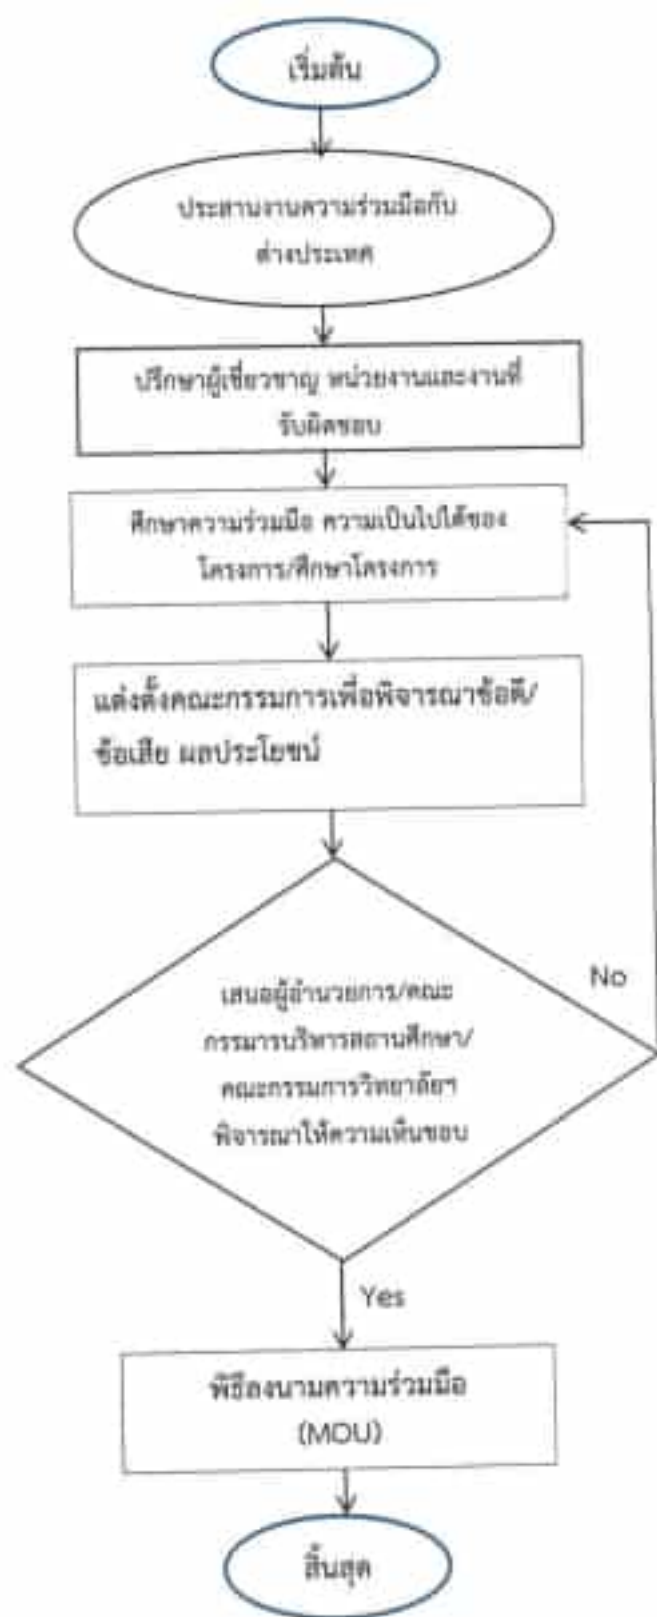 เริ่มต้น
ประสานงานความร่วมมือกับ
ต่างประเทศ
ปรึกษาผู้เชี่ยวชาญ หน่วยงานและงานที่
รับผิดชอบ
ศึกษาความร่วมมือ ความเป็นไปได้ของ
โครงการ/ศึกษาโครงการ
แต่งตั้งคณะกรรมการเพื่อพิจารณาข้อดี/
ข้อเสีย ผลประโยชน์
เสนอผู้อำนวยการ/คณะ
กรรมารบริหารสถานศึกษา/
คณะกรรมการวิทยาลัยฯ
พิจารณาให้ความเห็นชอบ
No
Yes
พิธีลงนามความร่วมมือ
(MOU)
สิ้นสุด